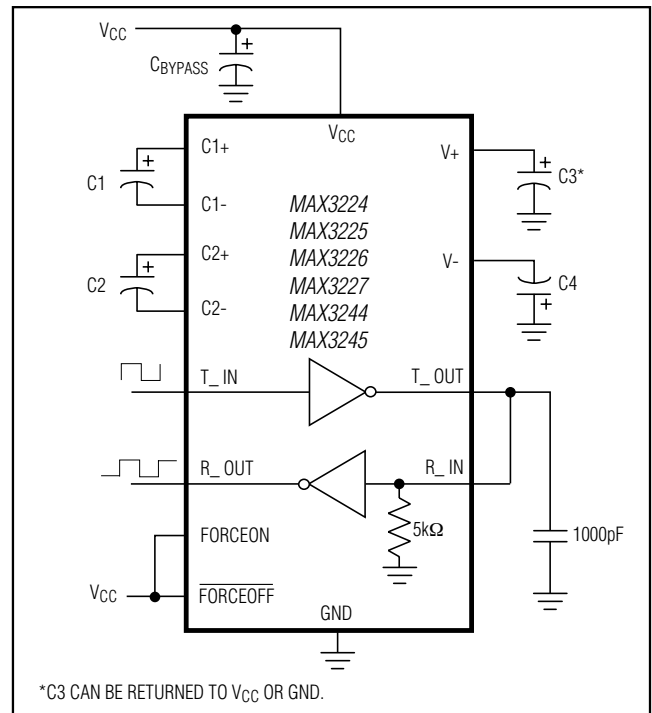 VCC
CBYPASS
VCC
C1+
V+
C1
C3*
C1-
MAX3224
MAX3225
C2+
MAX3226
V-
C2
MAX3227
C4
C2-
MAX3244
MAX3245
T_ IN
T_ OUT
R_ OUT
R_ IN
5kΩ
1000pF
FORCEON
VCC
FORCEOFF
GND
*C3 CAN BE RETURNED TO VCC OR GND.
+
+
+
+
+